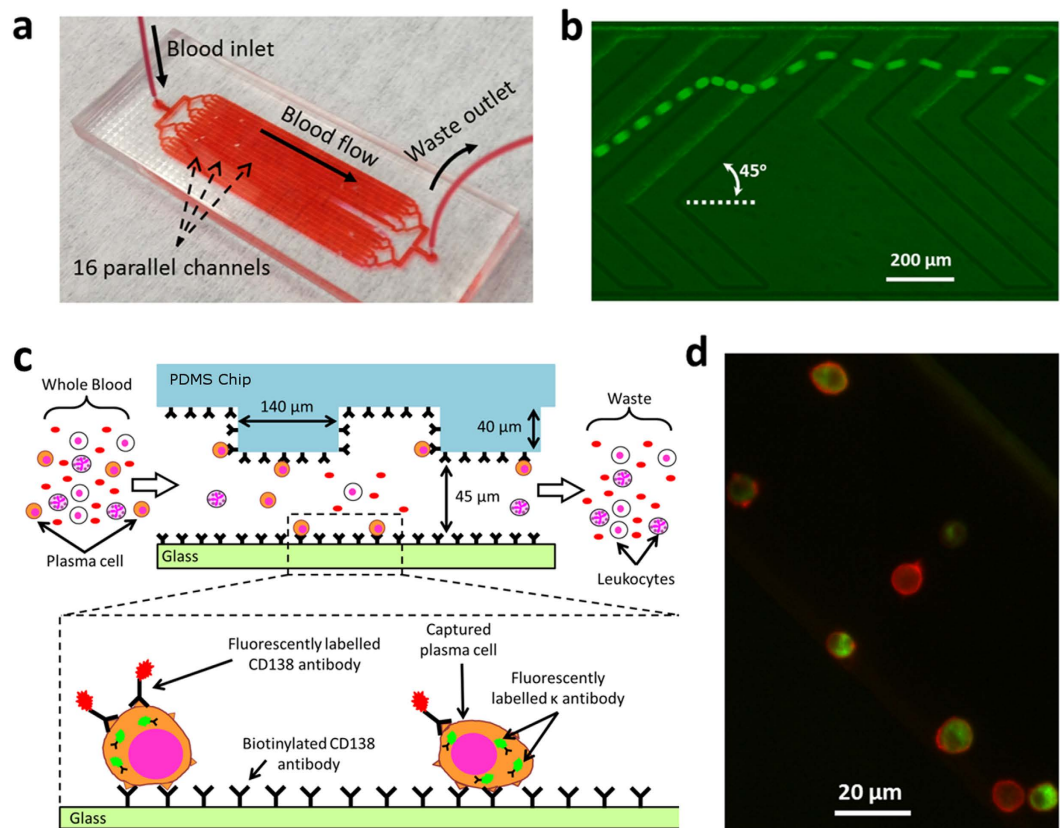 a
Blood inlet
Blood flow
Waste outlet
16 parallel channels
b
45°
200 µm
c
Whole Blood
Plasma cell
PDMS Chip
140 µm
40 µm
45 µm
Glass
Waste
Leukocytes
Fluorescently labelled
CD138 antibody
Captured
plasma cell
Fluorescently
labelled κ antibody
Biotinylated CD138
antibody
Glass
d
20 µm